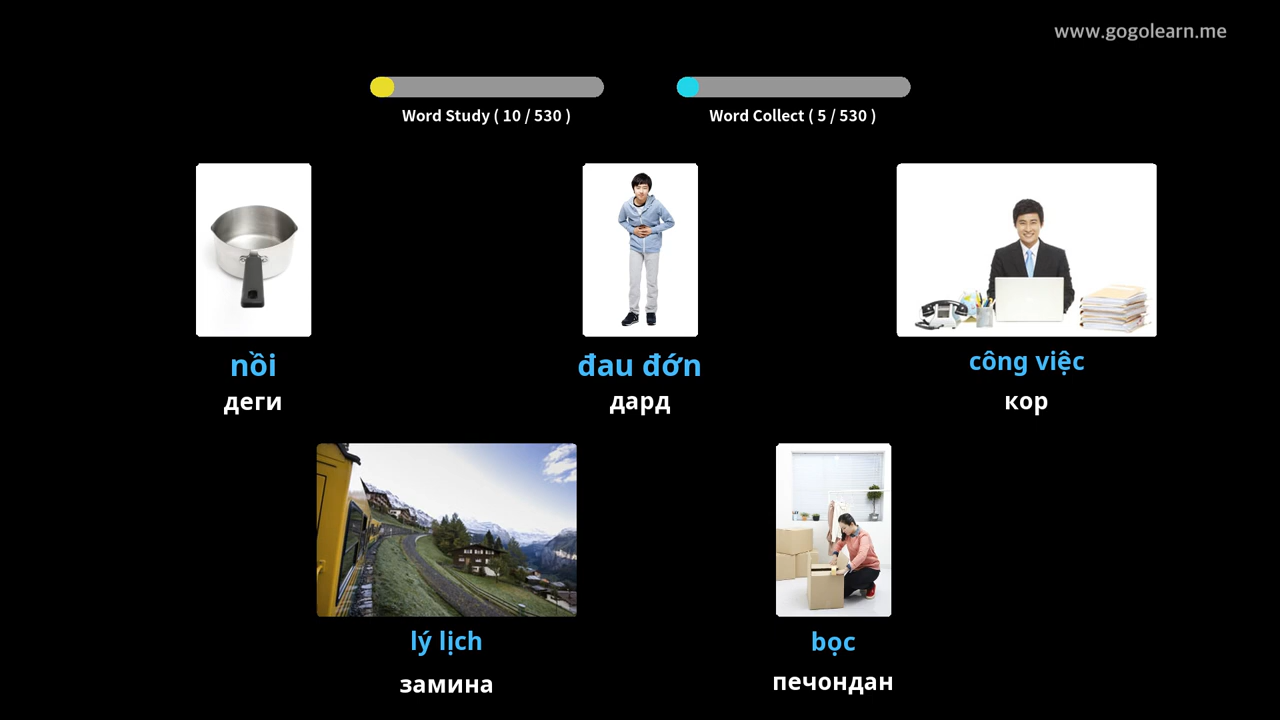 www.gogolearn.me
Word Study ( 10 / 530 )
Word Collect ( 5 / 530 )
nồi
деги
đau đớn
дард
công việc
кор
lý lịch
замина
bọc
печондан